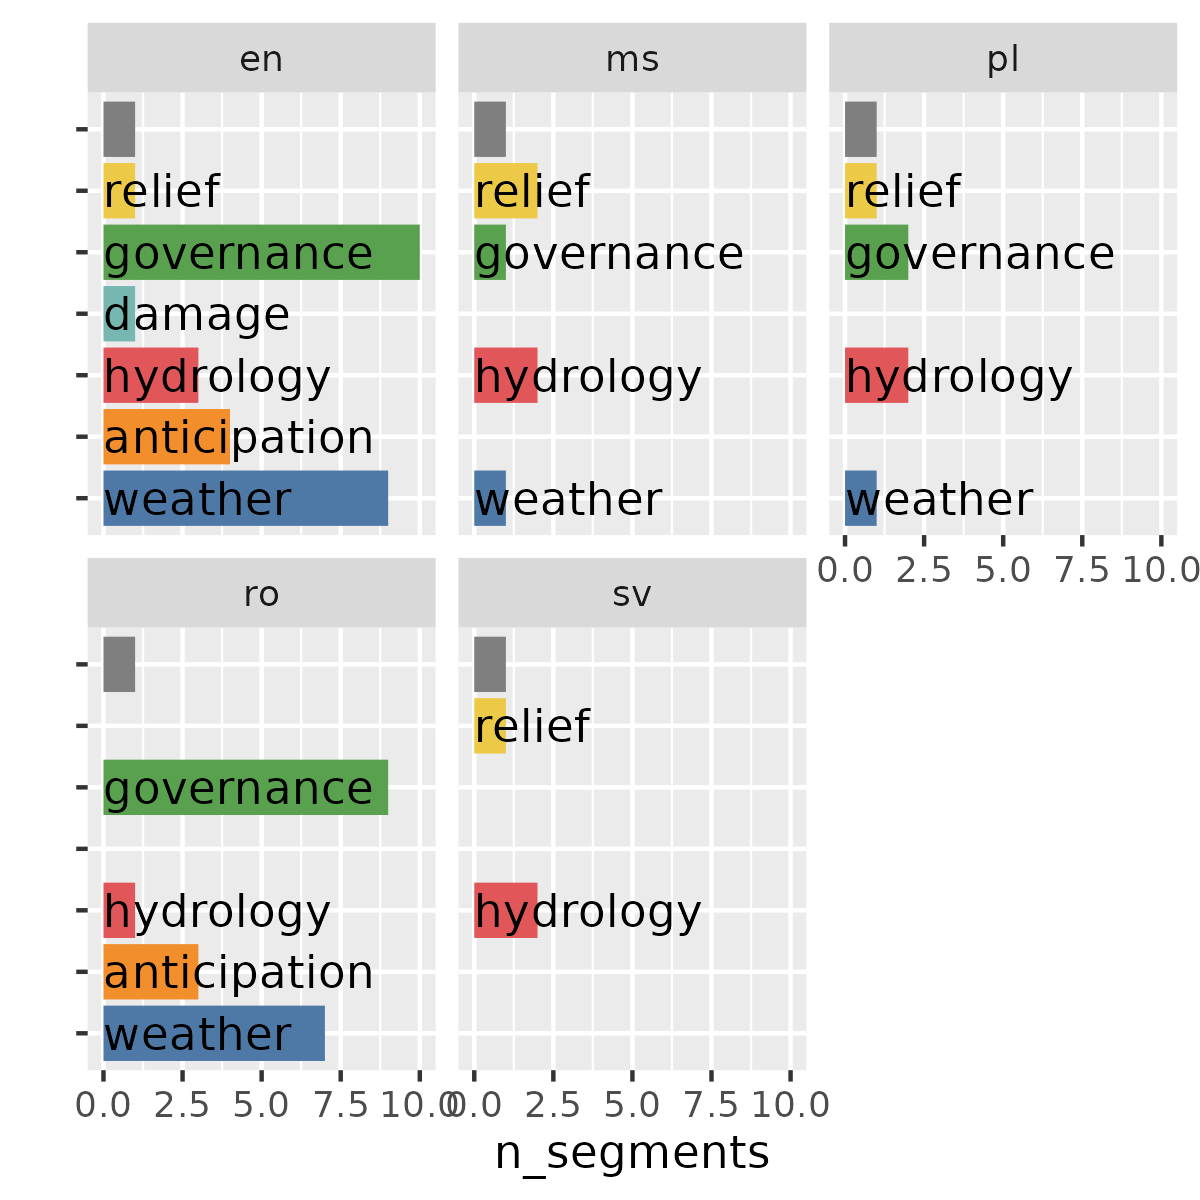 en
ms
pl
relief
relief
relief
governance
governance
governance
damage
hydrology
hydrology
hydrology
anticipation
weather
weather
weather
0.0 2.5 5.0 7.5 10.0
ro
sv
relief
governance
hydrology
hydrology
anticipation
weather
0.0 2.5 5.0 7.5 10.0
0.0 2.5 5.0 7.5 10.0
n_segments